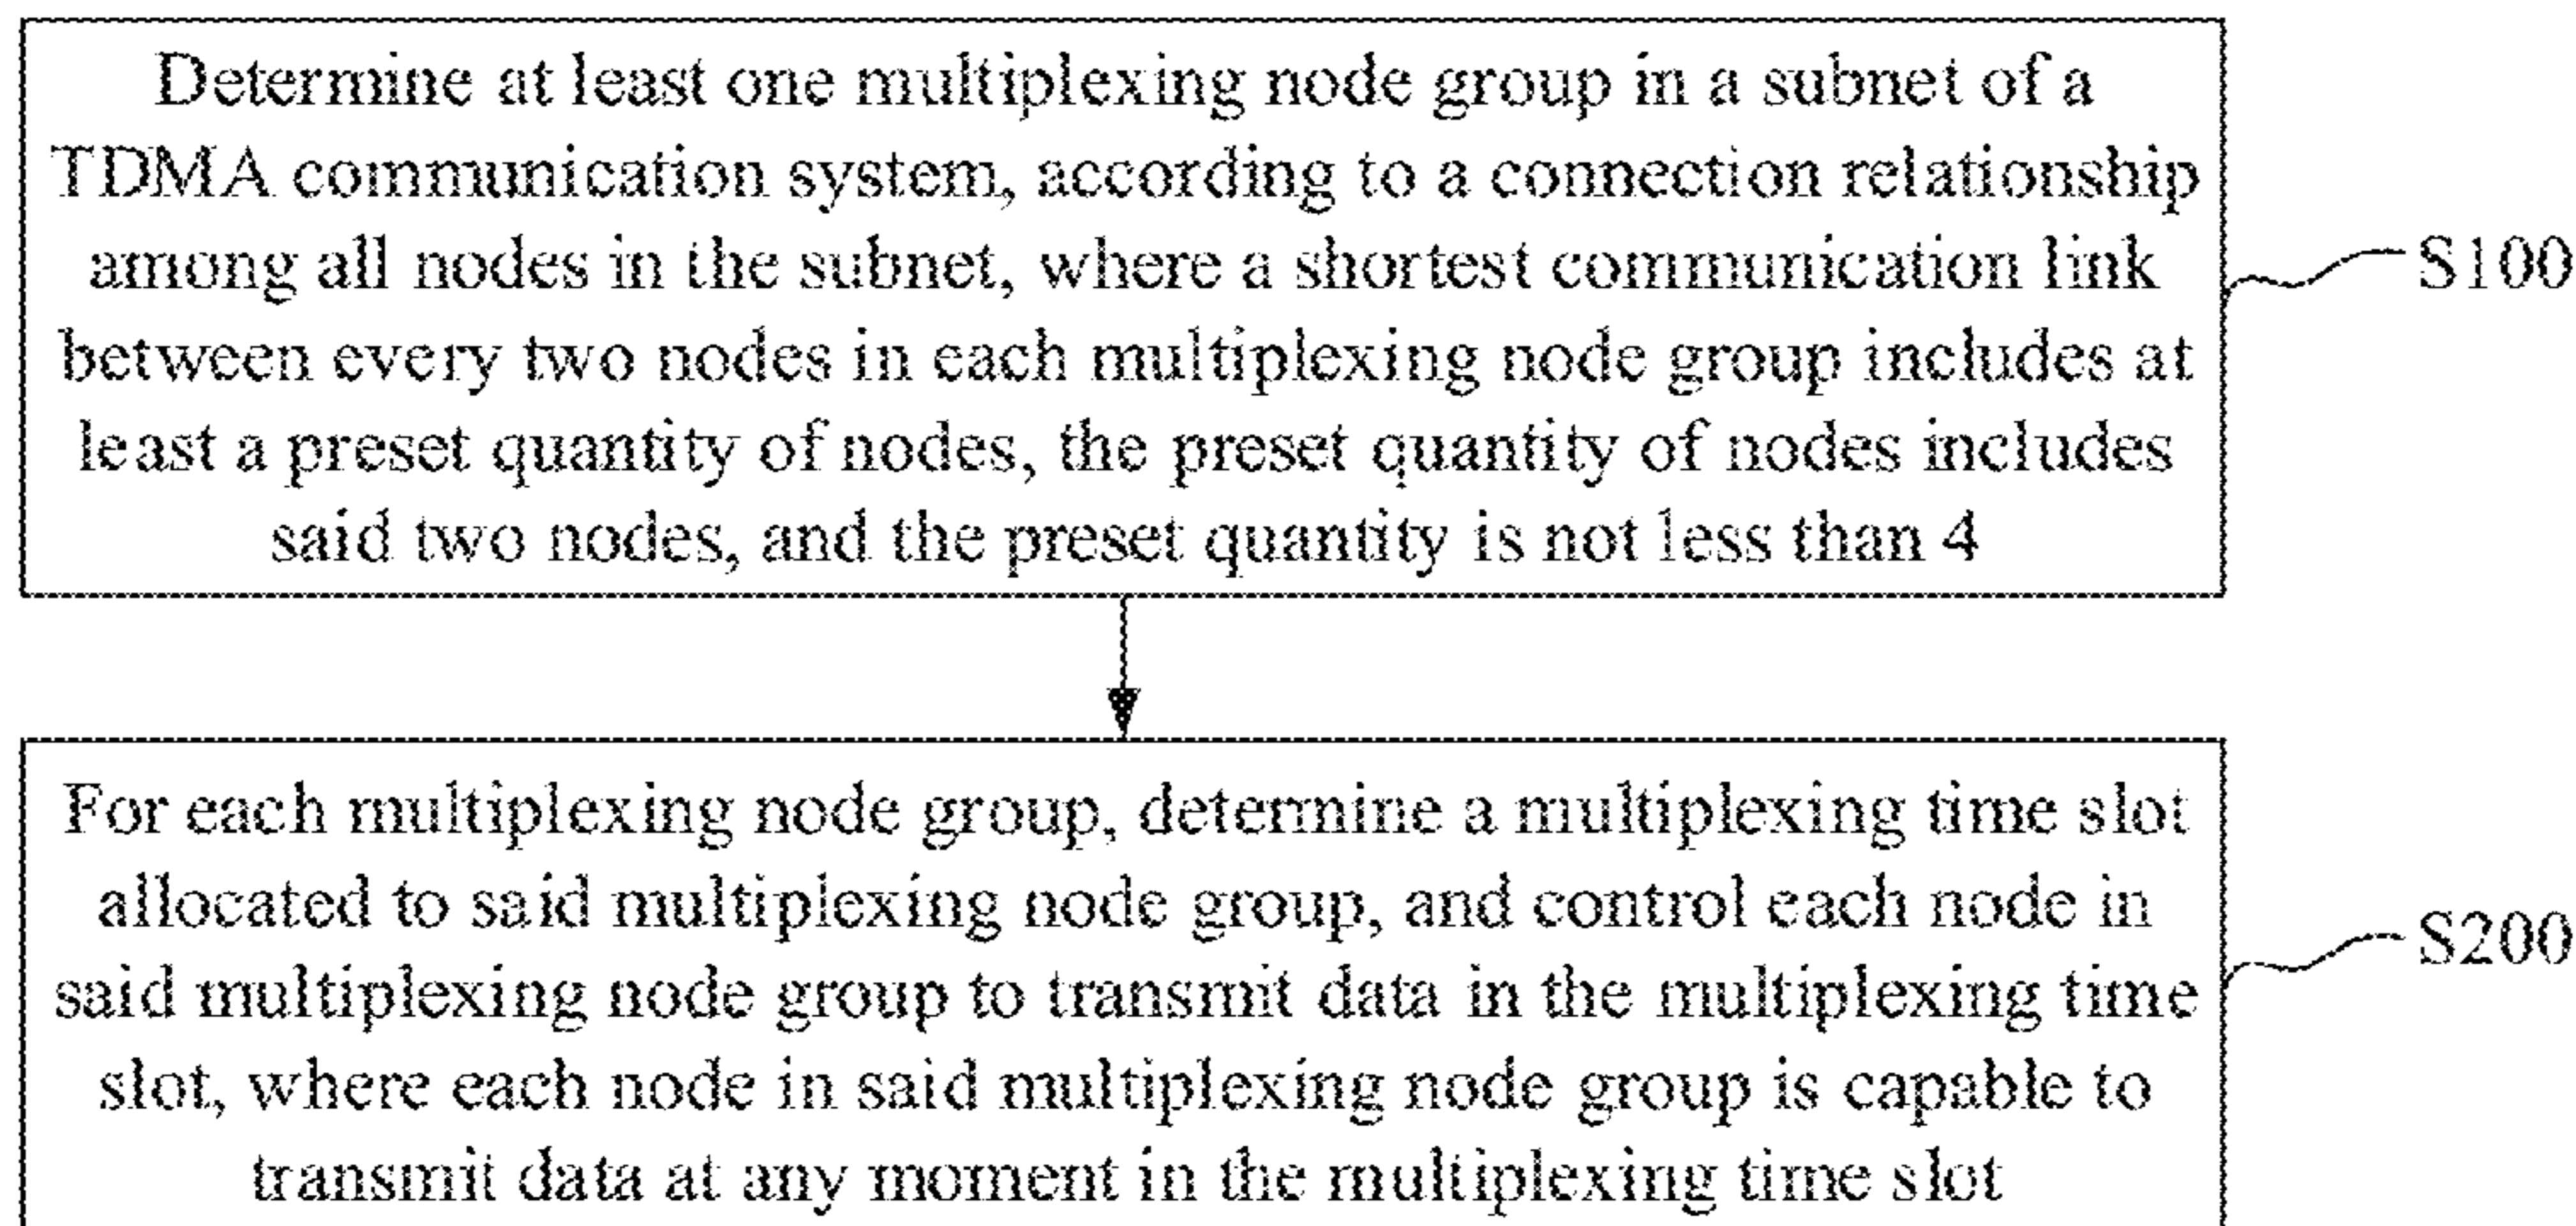 Determine at least one multiplexing node group in a subnet of a
TDMA communication system, according to a connection relationship
among all nodes in the subnet, where a shortest communication link
between every two nodes in each multiplexing node group includes at
least a preset quantity of nodes, the preset quantity of nodes includes
said two nodes, and the preset quantity is not less than 4
S100
For each multiplexing node group, determine a multiplexing time slot
allocated to said multiplexing node group, and control each node in
said multiplexing node group to transmit data in the multiplexing time
slot, where each node in said multiplexing node group is capable to
transmit data at any moment in the multiplexing time slot
S200